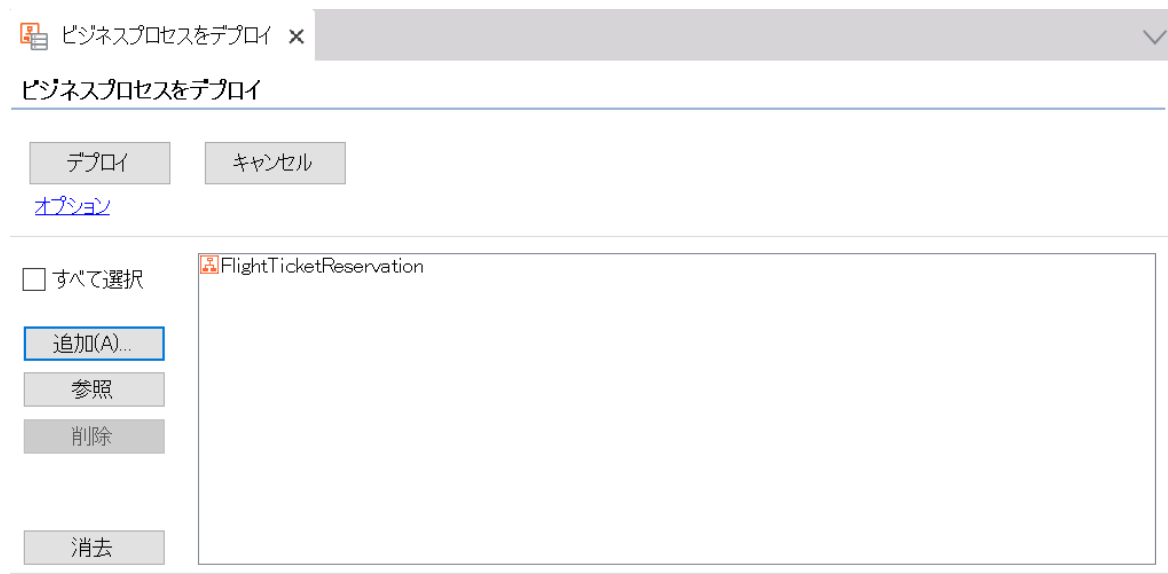 ビジネスプロセスをデプロイ
ビジネスプロセスをデプロイ
デプロイ キャンセル
オプション
すべて選択
FlightTicketReservation
追加(A)...
参照
削除
消去